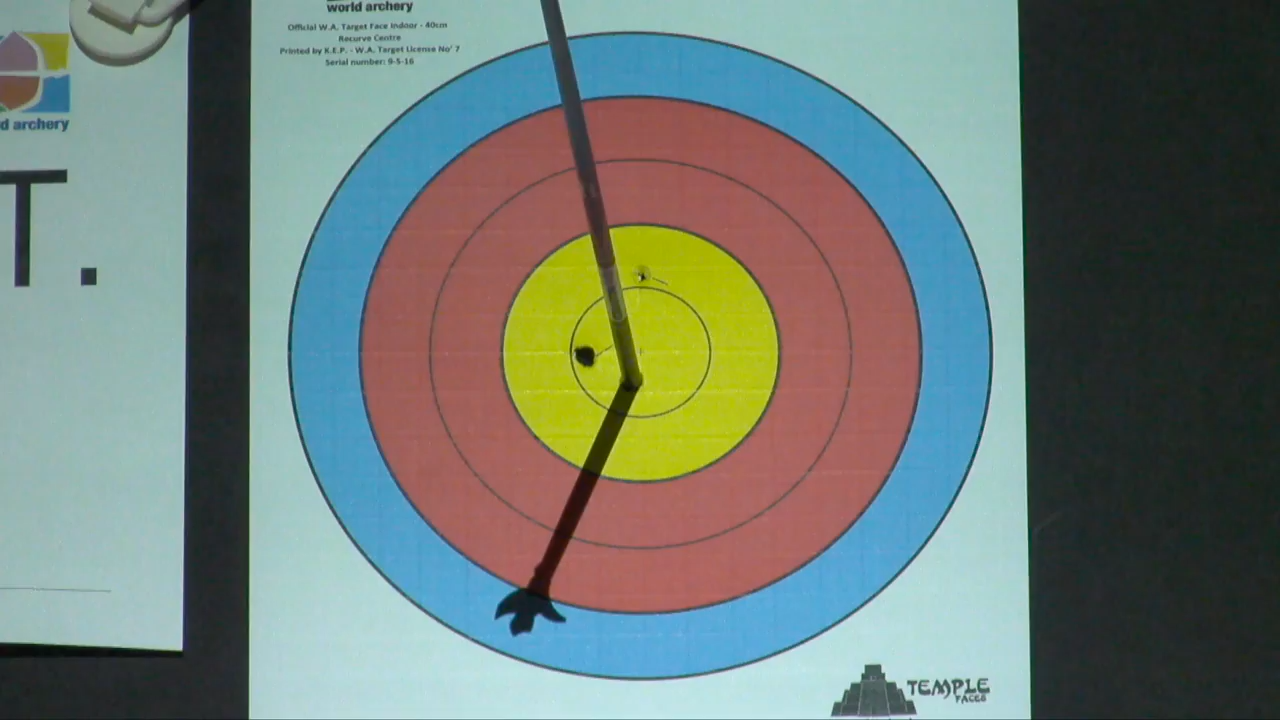 world archery
Official W.A. Target Face Indoor - 40cm
Recurve Centre
Printed by K.E.P. - W.A. Target License No' 7
Serial number: 9-5-16
d archery
T.
TEMPLE
FACES